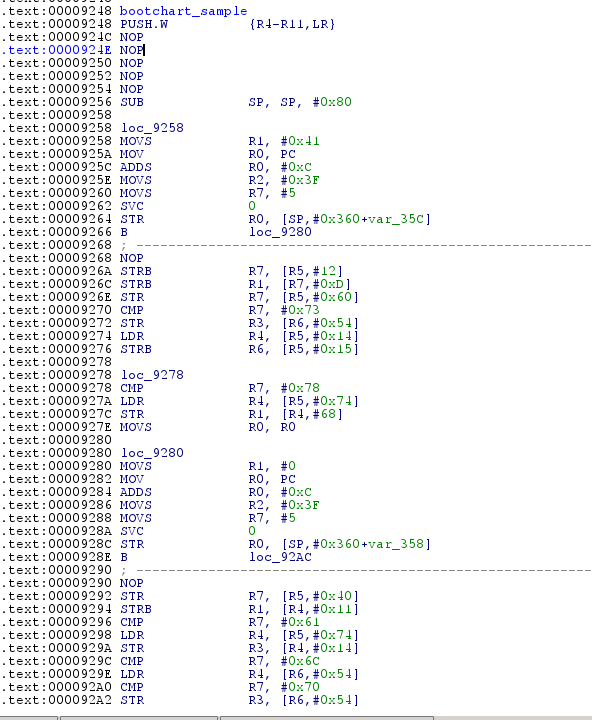 .text:00009248 bootchart_sample
.text:00009248 PUSH.W {R4-R11,LR}
.text:0000924C NOP
.text:0000924E NOP
.text:00009250 NOP
.text:00009252 NOP
.text:00009254 NOP
.text:00009256 SUB SP, SP, #0x80
.text:00009258
.text:00009258 loc_9258
.text:00009258 MOVS R1, #0x41
.text:0000925A MOV R0, PC
.text:0000925C ADDS R0, #0xC
.text:0000925E MOVS R2, #0x3F
.text:00009260 MOVS R7, #5
.text:00009262 SVC 0
.text:00009264 STR R0, [SP,#0x360+var_35C]
.text:00009266 B loc_9280
.text:00009268 ; ---------------------------------------------------------
.text:00009268 NOP
.text:0000926A STRB R7, [R5,#12]
.text:0000926C STRB R1, [R7,#0xD]
.text:0000926E STR R7, [R5,#0x60]
.text:00009270 CMP R7, #0x73
.text:00009272 STR R3, [R6,#0x54]
.text:00009274 LDR R4, [R5,#0x14]
.text:00009276 STRB R6, [R5,#0x15]
.text:00009278
.text:00009278 loc_9278
.text:00009278 CMP R7, #0x78
.text:0000927A LDR R4, [R5,#0x74]
.text:0000927C STR R1, [R4,#68]
.text:0000927E MOVS R0, R0
.text:00009280
.text:00009280 loc_9280
.text:00009280 MOVS R1, #0
.text:00009282 MOV R0, PC
.text:00009284 ADDS R0, #0xC
.text:00009286 MOVS R2, #0x3F
.text:00009288 MOVS R7, #5
.text:0000928A SVC 0
.text:0000928C STR R0, [SP,#0x360+var_358]
.text:0000928E B loc_92AC
.text:00009290 ; ---------------------------------------------------------
.text:00009290 NOP
.text:00009292 STR R7, [R5,#0x40]
.text:00009294 STRB R1, [R4,#0x11]
.text:00009296 CMP R7, #0x61
.text:00009298 LDR R4, [R5,#0x74]
.text:0000929A STR R3, [R4,#0x14]
.text:0000929C CMP R7, #0x6C
.text:0000929E LDR R4, [R6,#0x54]
.text:000092A0 CMP R7, #0x70
.text:000092A2 STR R3, [R6,#0x54]